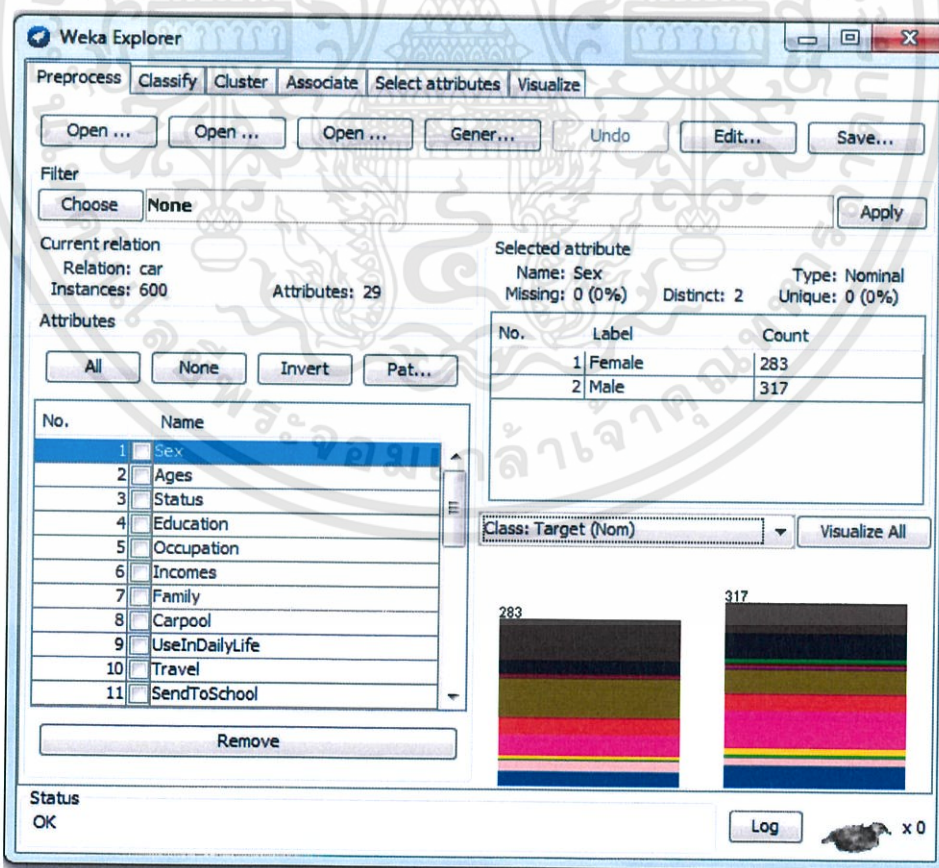 Weka Explorer
Preprocess Classify Cluster Associate Select attributes Visualize
Open ... Open ... Open ... Gener... Undo Edit... Save...
Filter
Choose None Apply
Current relation
Relation: car
Instances: 600 Attributes: 29
Selected attribute
Name: Sex Type: Nominal
Missing: 0 (0%) Distinct: 2 Unique: 0 (0%)
Attributes
All None Invert Pat...
No. Name
1 Sex
2 Ages
3 Status
4 Education
5 Occupation
6 Incomes
7 Family
8 Carpool
9 UseInDailyLife
10 Travel
11 SendToSchool
Remove
No. Label Count
1 Female 283
2 Male 317
Class: Target (Nom) Visualize All
283
317
Status
OK
Log x 0